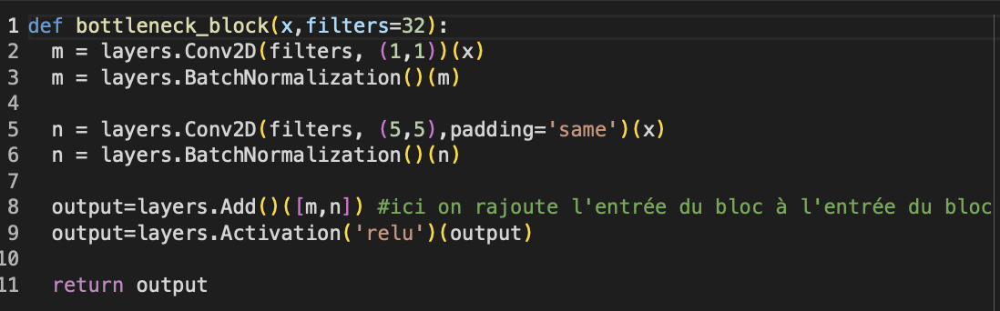 1 def bottleneck_block(x,filters=32):
2   m = layers.Conv2D(filters, (1,1))(x)
3   m = layers.BatchNormalization()(m)
4
5   n = layers.Conv2D(filters, (5,5),padding='same')(x)
6   n = layers.BatchNormalization()(n)
7
8   output=layers.Add()([m,n]) #ici on rajoute l'entrée du bloc à l'entrée du bloc
9   output=layers.Activation('relu')(output)
10
11   return output